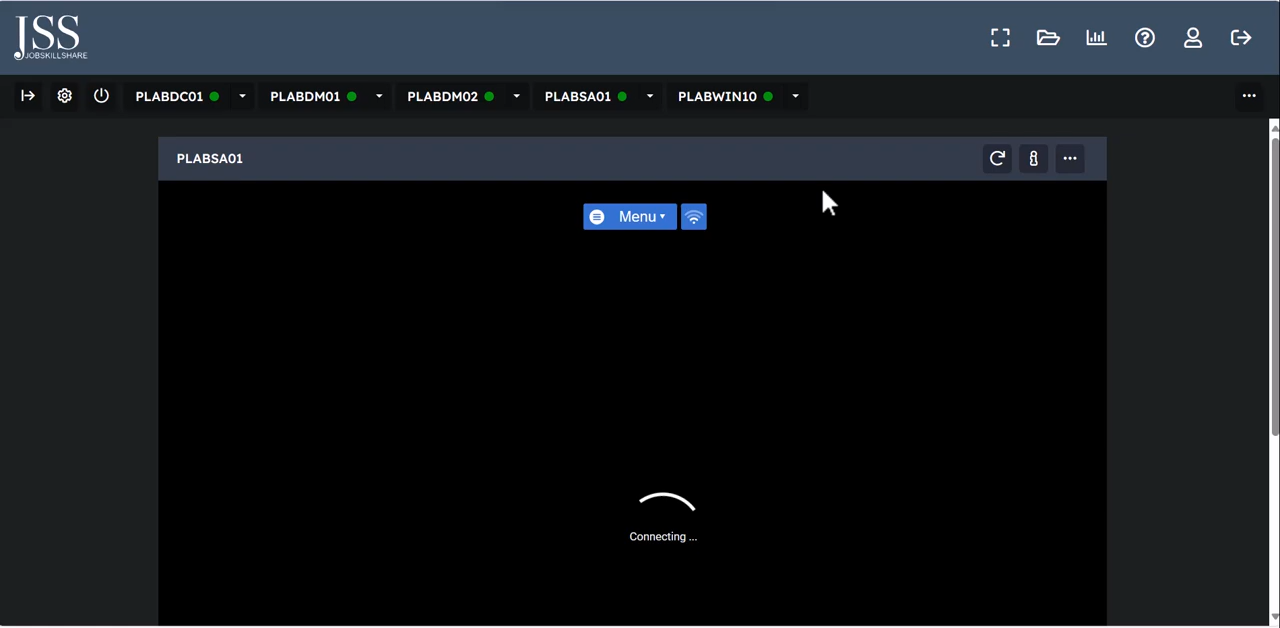 JSS
JOBSKILLSHARE
PLABDC01
PLABDM01
PLABDM02
PLABSA01
PLABWIN10
PLABSA01
Menu
Connecting ...